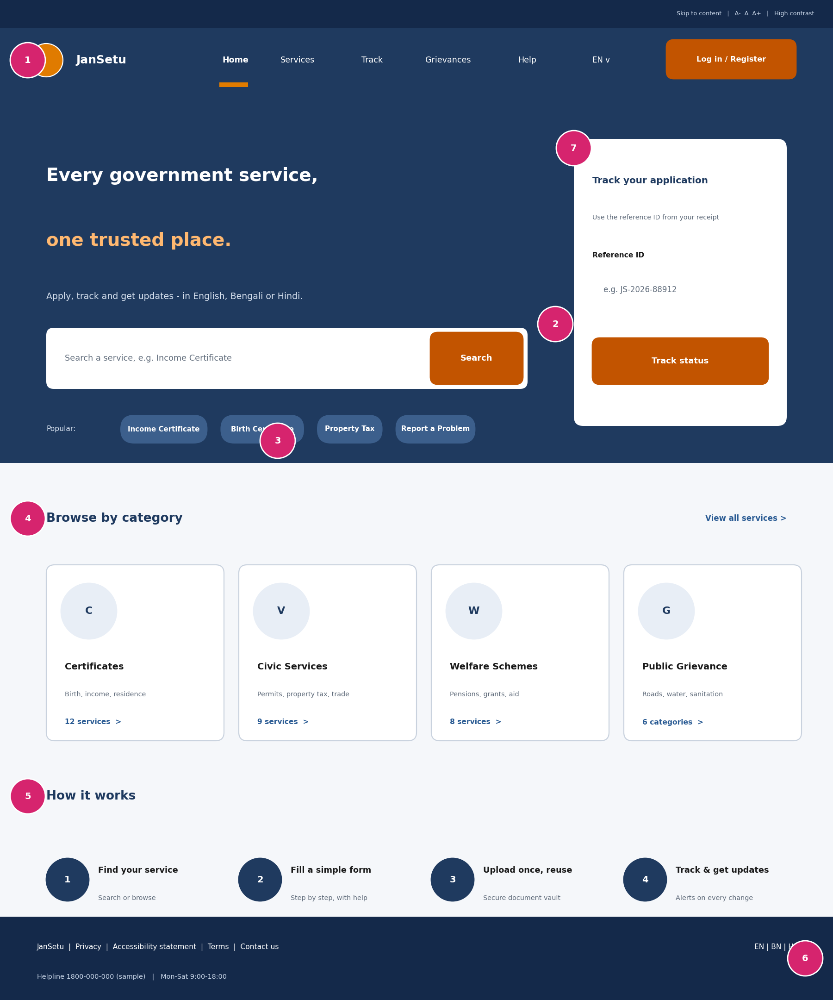 Skip to content | A- A A+ | High contrast
1 JanSetu Home Services Track Grievances Help EN v Log in / Register
7
Every government service,
one trusted place.
Apply, track and get updates - in English, Bengali or Hindi.
Search a service, e.g. Income Certificate Search
Popular: Income Certificate Birth Property Tax Report a Problem
3
Track your application
Use the reference ID from your receipt
Reference ID
e.g. JS-2026-88912
2
Track status
4 Browse by category View all services >
C
Certificates
Birth, income, residence
12 services >
V
Civic Services
Permits, property tax, trade
9 services >
W
Welfare Schemes
Pensions, grants, aid
8 services >
G
Public Grievance
Roads, water, sanitation
6 categories >
5 How it works
1 Find your service
Search or browse
2 Fill a simple form
Step by step, with help
3 Upload once, reuse
Secure document vault
4 Track & get updates
Alerts on every change
JanSetu | Privacy | Accessibility statement | Terms | Contact us
EN | BN |
6
Helpline 1800-000-000 (sample) | Mon-Sat 9:00-18:00